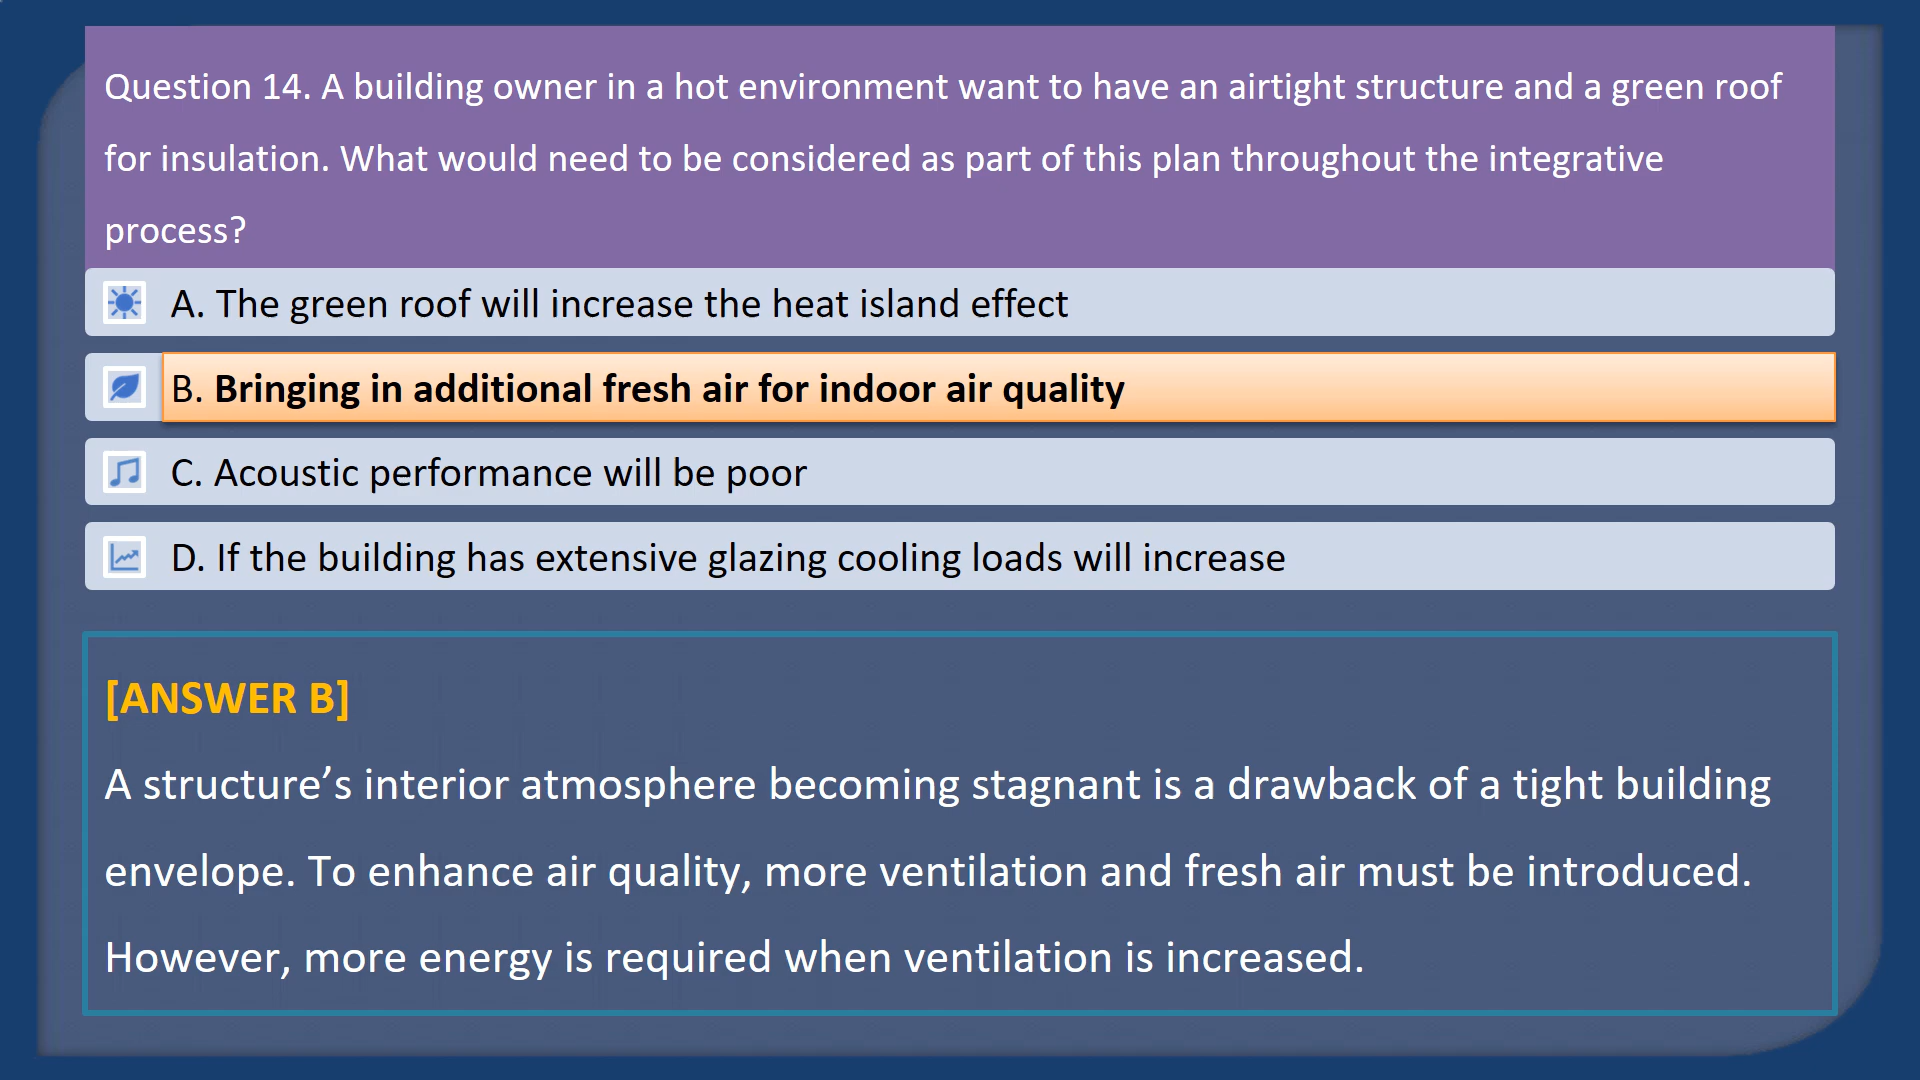 Question 14. A building owner in a hot environment want to have an airtight structure and a green roof
for insulation. What would need to be considered as part of this plan throughout the integrative
process?
A. The green roof will increase the heat island effect
B. Bringing in additional fresh air for indoor air quality
C. Acoustic performance will be poor
D. If the building has extensive glazing cooling loads will increase
[ANSWER B]
A structure’s interior atmosphere becoming stagnant is a drawback of a tight building
envelope. To enhance air quality, more ventilation and fresh air must be introduced.
However, more energy is required when ventilation is increased.